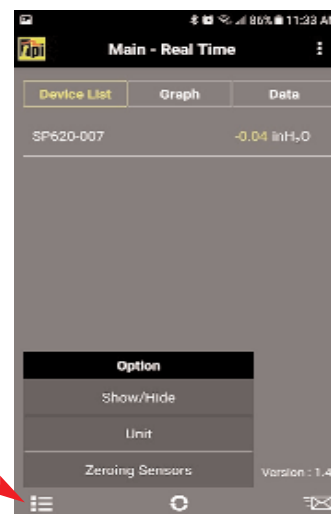 86% 11:33 AM
TPI Main - Real Time
Device List Graph Data
SP620-007 -0.04 inH₂O
Option
Show/Hide
Unit
Zeroing Sensors
Version : 1.4